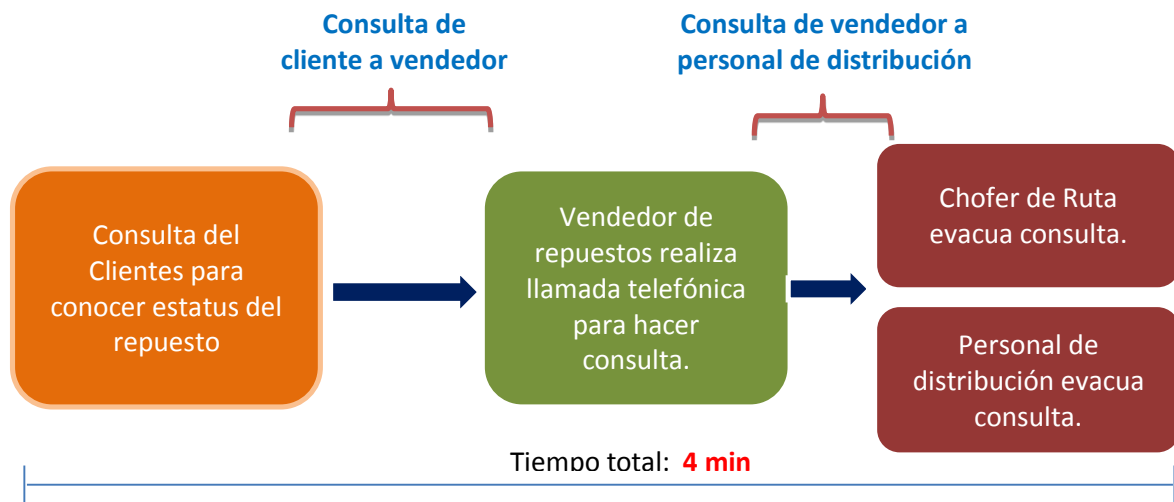 Consulta de
cliente a vendedor
Consulta de vendedor a
personal de distribución
Consulta del
Clientes para
conocer estatus del
repuesto
Vendedor de
repuestos realiza
llamada telefónica
para hacer
consulta.
Chofer de Ruta
evacua consulta.
Personal de
distribución evacua
consulta.
Tiempo total: 4 min